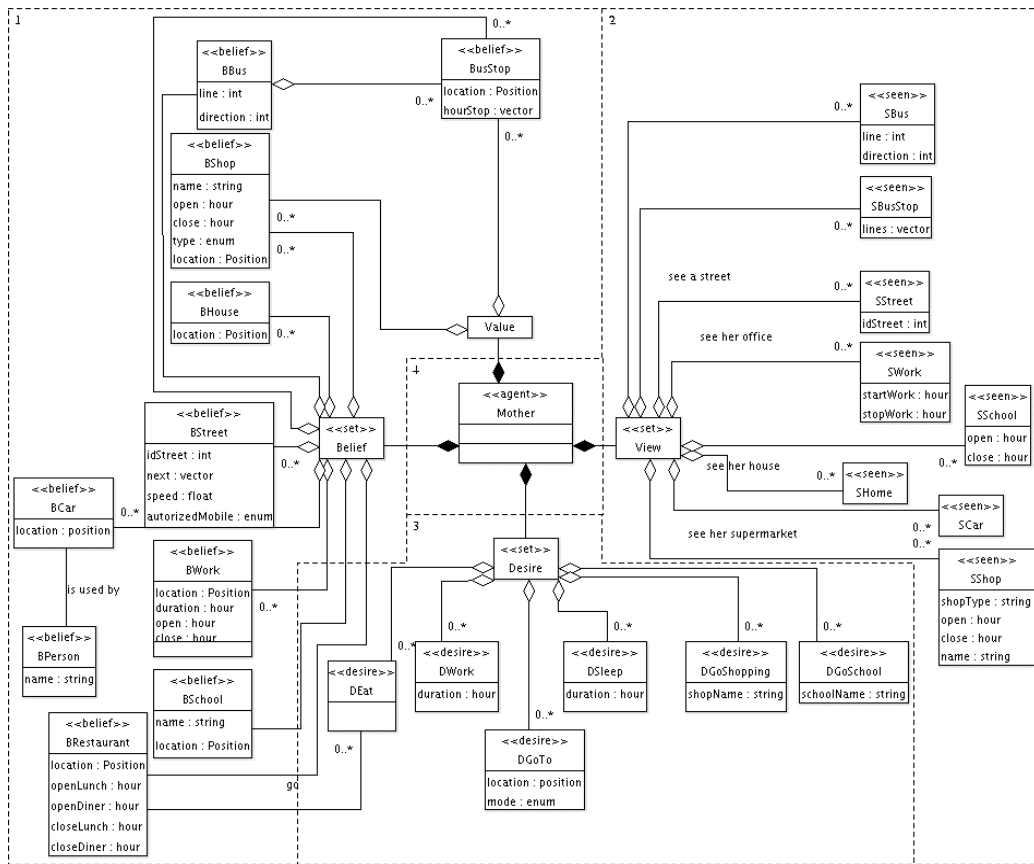 1
0..*
<<belief>>
BBus
line : int
direction : int
<<belief>>
BusStop
location : Position
hourStop : vector
0..*
0..*
<<belief>>
BShop
name : string
open : hour
close : hour
type : enum
location : Position
0..*
0..*
<<belief>>
BHouse
location : Position
Value
<<belief>>
BStreet
idStreet : int
next : vector
speed : float
autorizedMobile : enum
0..*
<<set>>
Belief
<<belief>>
BCar
location : position
0..*
is used by
<<belief>>
BPerson
name : string
<<belief>>
BWork
location : Position
duration : hour
open : hour
close : hour
0..*
<<belief>>
BSchool
name : string
location : Position
<<belief>>
BRestaurant
location : Position
openLunch : hour
openDiner : hour
closeLunch : hour
closeDiner : hour
go
4
<<agent>>
Mother
2
<<seen>>
SBus
line : int
direction : int
0..*
<<seen>>
SBusStop
lines : vector
0..*
see a street
0..*
<<seen>>
SStreet
idStreet : int
see her office
0..*
<<seen>>
SWork
startWork : hour
stopWork : hour
<<set>>
View
<<seen>>
SSchool
open : hour
close : hour
0..*
see her house
0..*
<<seen>>
SHome
<<seen>>
SCar
0..*
see her supermarket
0..*
<<seen>>
SShop
shopType : string
open : hour
close : hour
name : string
3
<<set>>
Desire
0..*
<<desire>>
DEat
0..*
0..*
<<desire>>
DWork
duration : hour
0..*
<<desire>>
DGoTo
location : position
mode : enum
0..*
<<desire>>
DSleep
duration : hour
0..*
<<desire>>
DGoShopping
shopName : string
0..*
<<desire>>
DGoSchool
schoolName : string